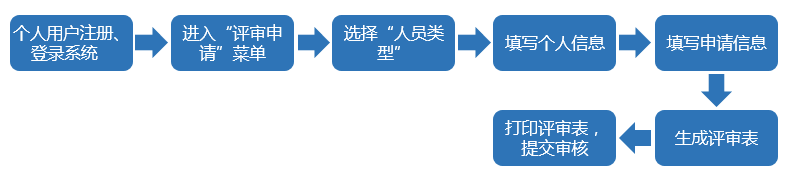 个人用户注册、
登录系统
进入“评审申
请”菜单
选择“人员类
型”
填写个人信息
填写申请信息
生成评审表
打印评审表，
提交审核